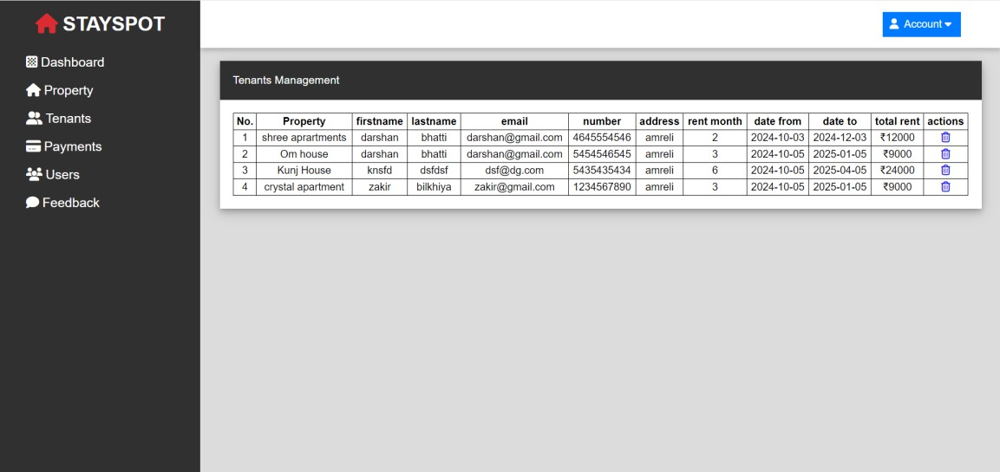 STAYSPOT
Account
Dashboard
Property
Tenants
Payments
Users
Feedback
Tenants Management
No. Property firstname lastname email number address rent month date from date to total rent actions
1 shree aprartments darshan bhatti darshan@gmail.com 4645554546 amreli 2 2024-10-03 2024-12-03 ₹12000
2 Om house darshan bhatti darshan@gmail.com 5454546545 amreli 3 2024-10-05 2025-01-05 ₹9000
3 Kunj House knsfd dsfdsf dsf@dg.com 5435435434 amreli 6 2024-10-05 2025-04-05 ₹24000
4 crystal apartment zakir bilkhiya zakir@gmail.com 1234567890 amreli 3 2024-10-05 2025-01-05 ₹9000